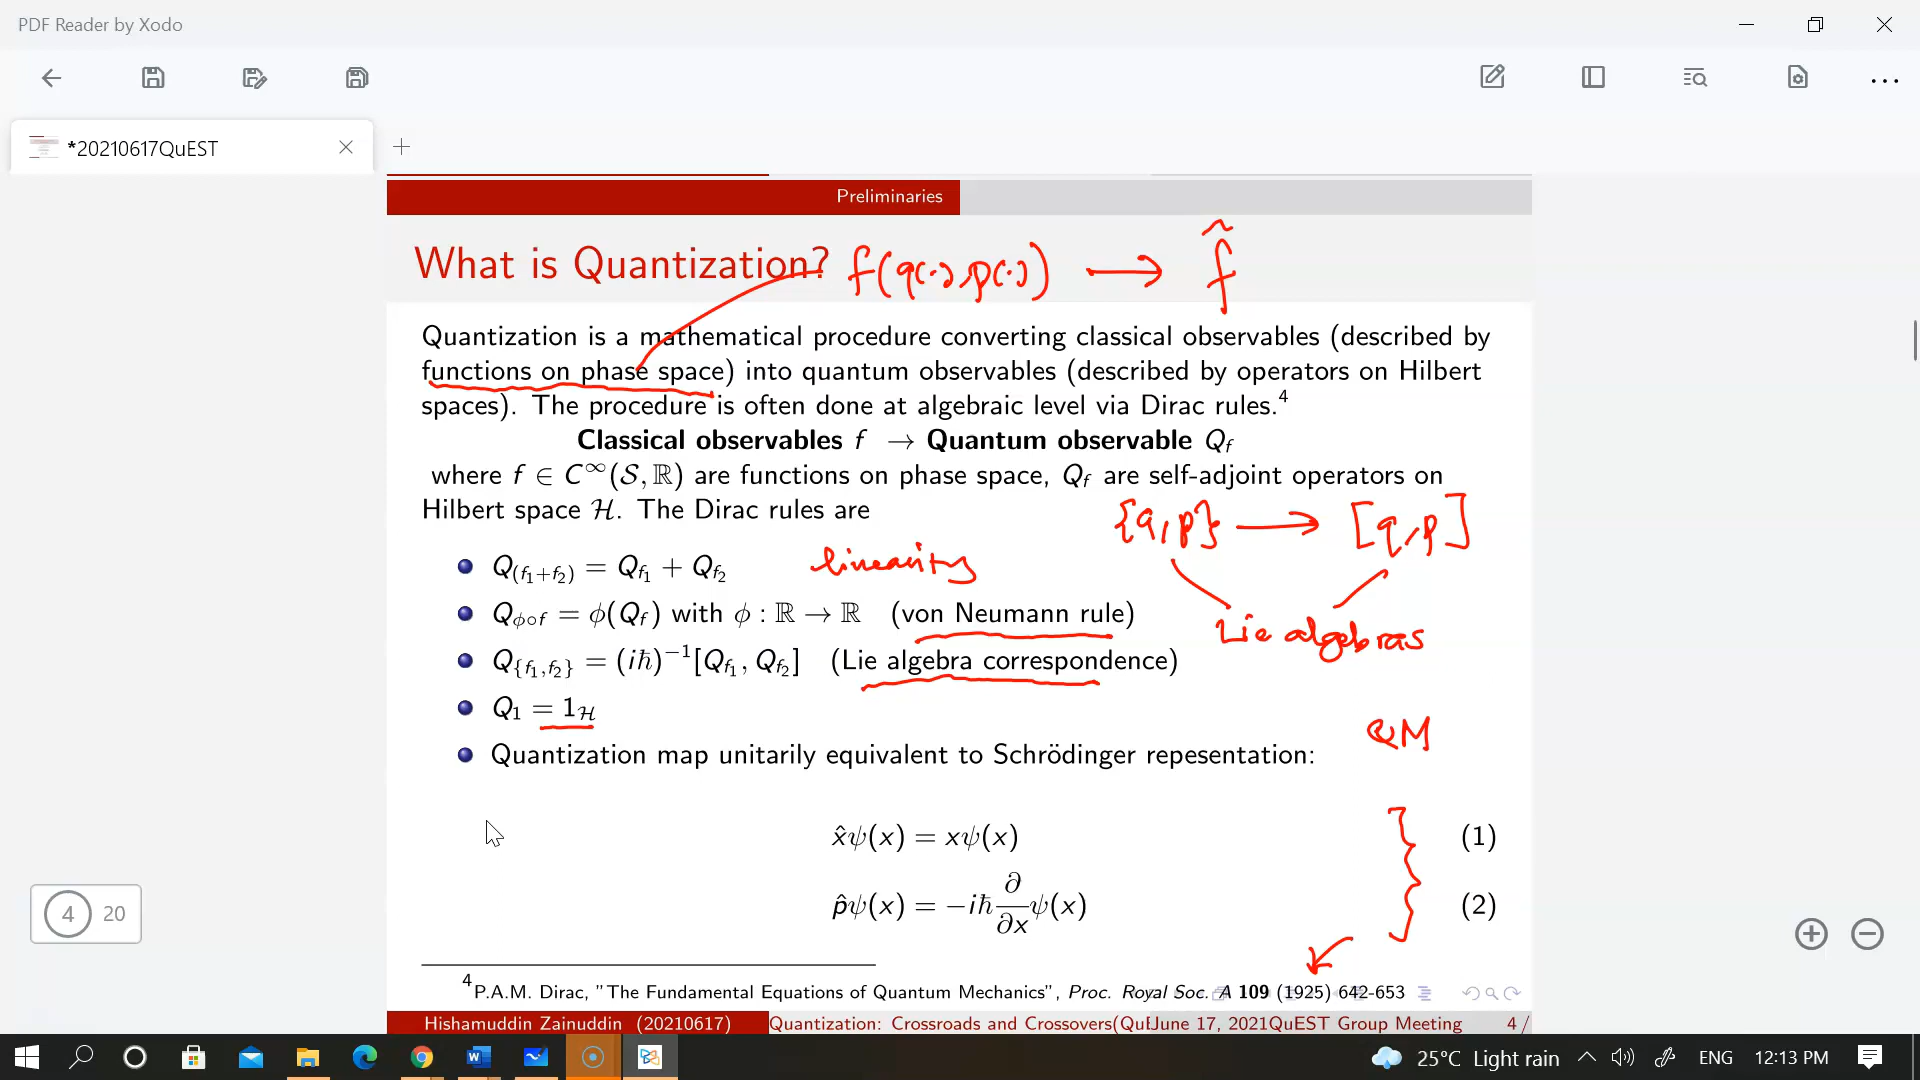 PDF Reader by Xodo
*20210617QuEST
Preliminaries
What is Quantization? f(q(·),p(·)) → f̂
Quantization is a mathematical procedure converting classical observables (described by
functions on phase space) into quantum observables (described by operators on Hilbert
spaces). The procedure is often done at algebraic level via Dirac rules.⁴
Classical observables f → Quantum observable Q_f
where f ∈ C^∞(𝒮, ℝ) are functions on phase space, Q_f are self-adjoint operators on
Hilbert space ℋ. The Dirac rules are
{q,p} → [q,p]
Q_(f₁+f₂) = Q_f₁ + Q_f₂ linearity
Q_ϕ∘f = ϕ(Q_f) with ϕ : ℝ → ℝ (von Neumann rule)
Lie algebras
Q_{f₁,f₂} = (iħ)⁻¹[Q_f₁, Q_f₂] (Lie algebra correspondence)
Q₁ = 1_ℋ
QM
Quantization map unitarily equivalent to Schrödinger repesentation:
x̂ψ(x) = xψ(x) (1)
p̂ψ(x) = −iħ ∂/∂x ψ(x) (2)
4 20
⁴P.A.M. Dirac, "The Fundamental Equations of Quantum Mechanics", Proc. Royal Soc. A 109 (1925) 642-653
Hishamuddin Zainuddin (20210617) Quantization: Crossroads and Crossovers(QuE June 17, 2021QuEST Group Meeting 4 /
25°C Light rain ENG 12:13 PM